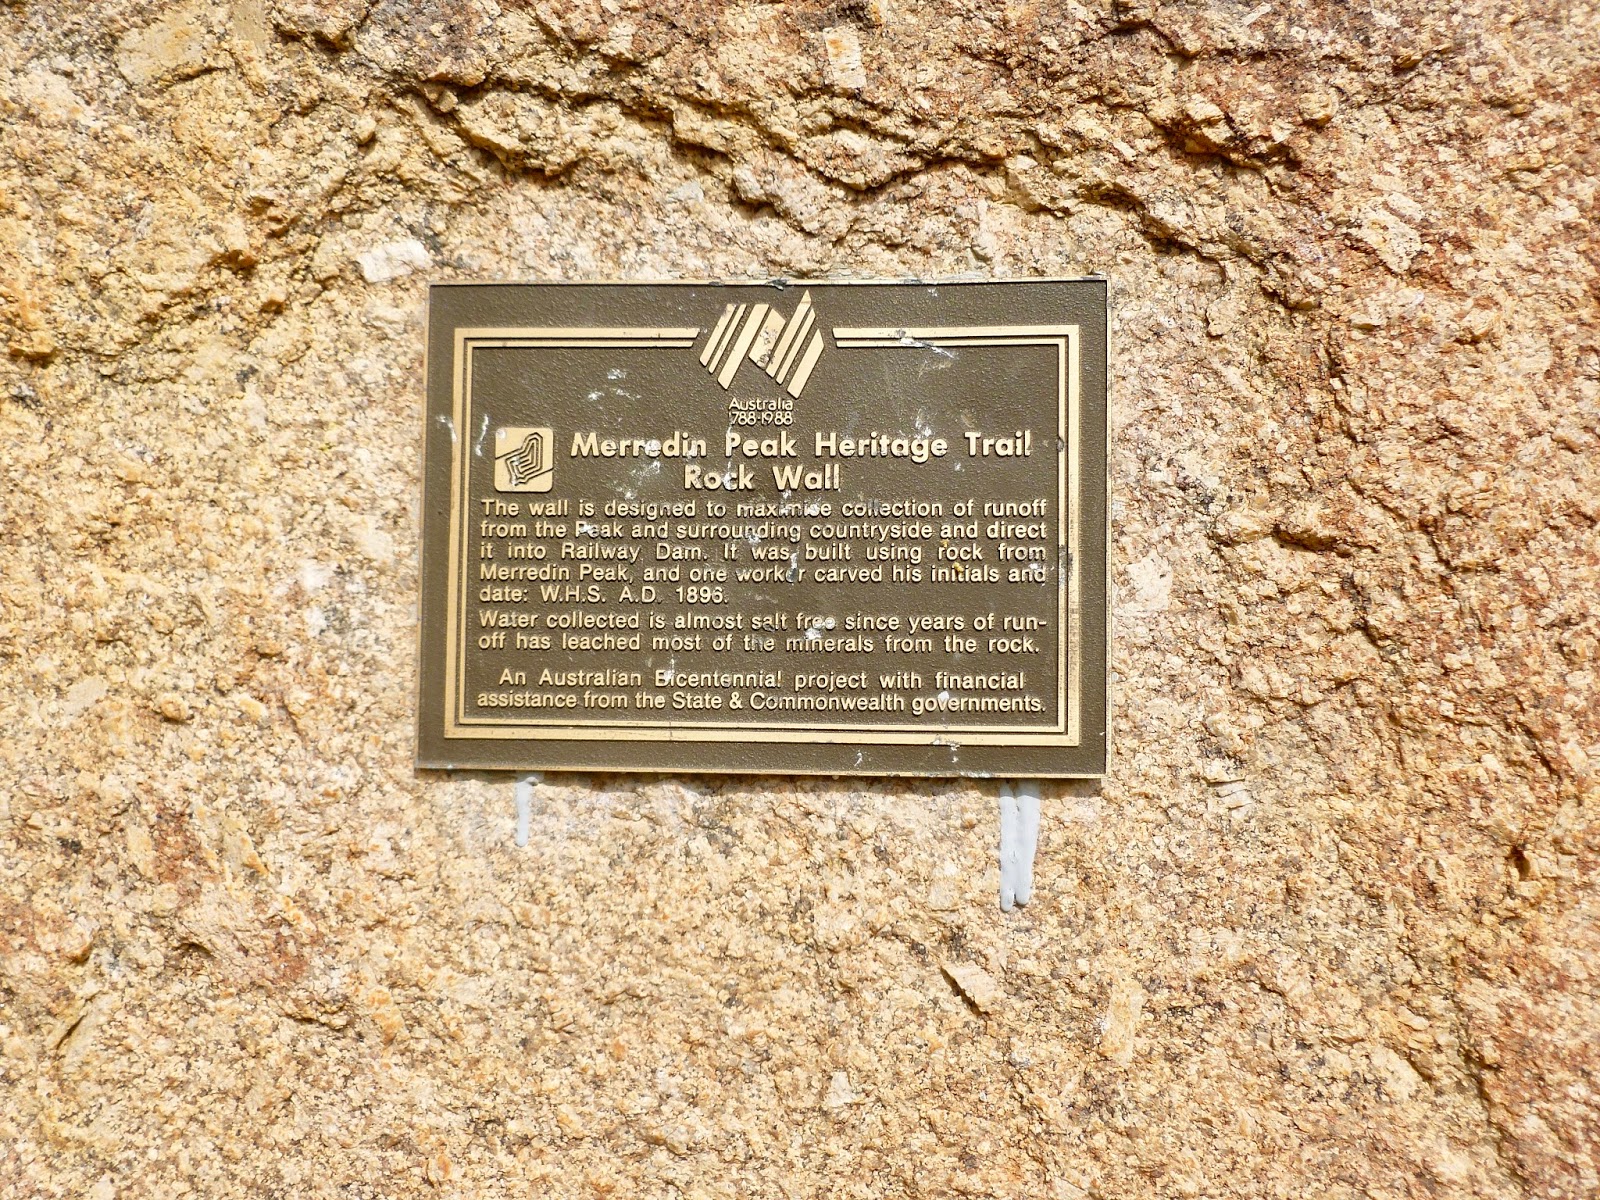 Australia
1788-1988
Merredin Peak Heritage Trail
Rock Wall
The wall is designed to maximise collection of runoff
from the Peak and surrounding countryside and direct
it into Railway Dam. It was built using rock from
Merredin Peak, and one worker carved his initials and
date: W.H.S. A.D. 1896.
Water collected is almost salt free since years of run-
off has leached most of the minerals from the rock.
An Australian Bicentennial project with financial
assistance from the State & Commonwealth governments.